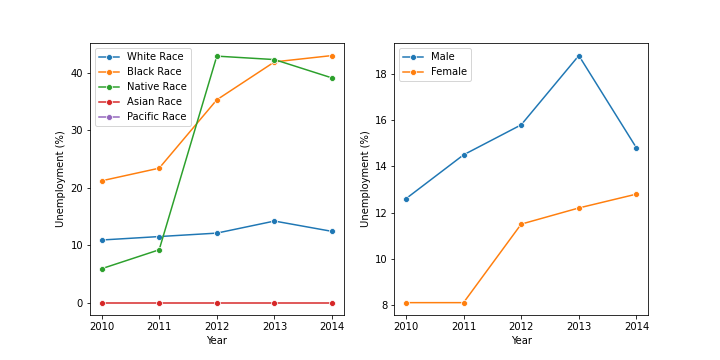 White Race
Black Race
Native Race
Asian Race
Pacific Race
40
30
20
10
0
Unemployment (%)
2010 2011 2012 2013 2014
Year
Male
Female
18
16
14
12
10
8
Unemployment (%)
2010 2011 2012 2013 2014
Year